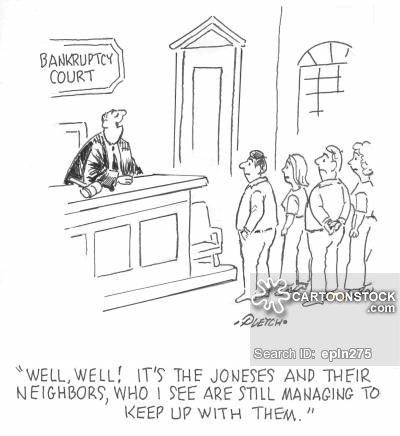 BANKRUPTCY
COURT
CARTOONSTOCK
.com
Search ID: epln275
PLETCH
"WELL, WELL! IT'S THE JONESES AND THEIR
NEIGHBORS, WHO I SEE ARE STILL MANAGING TO
KEEP UP WITH THEM."